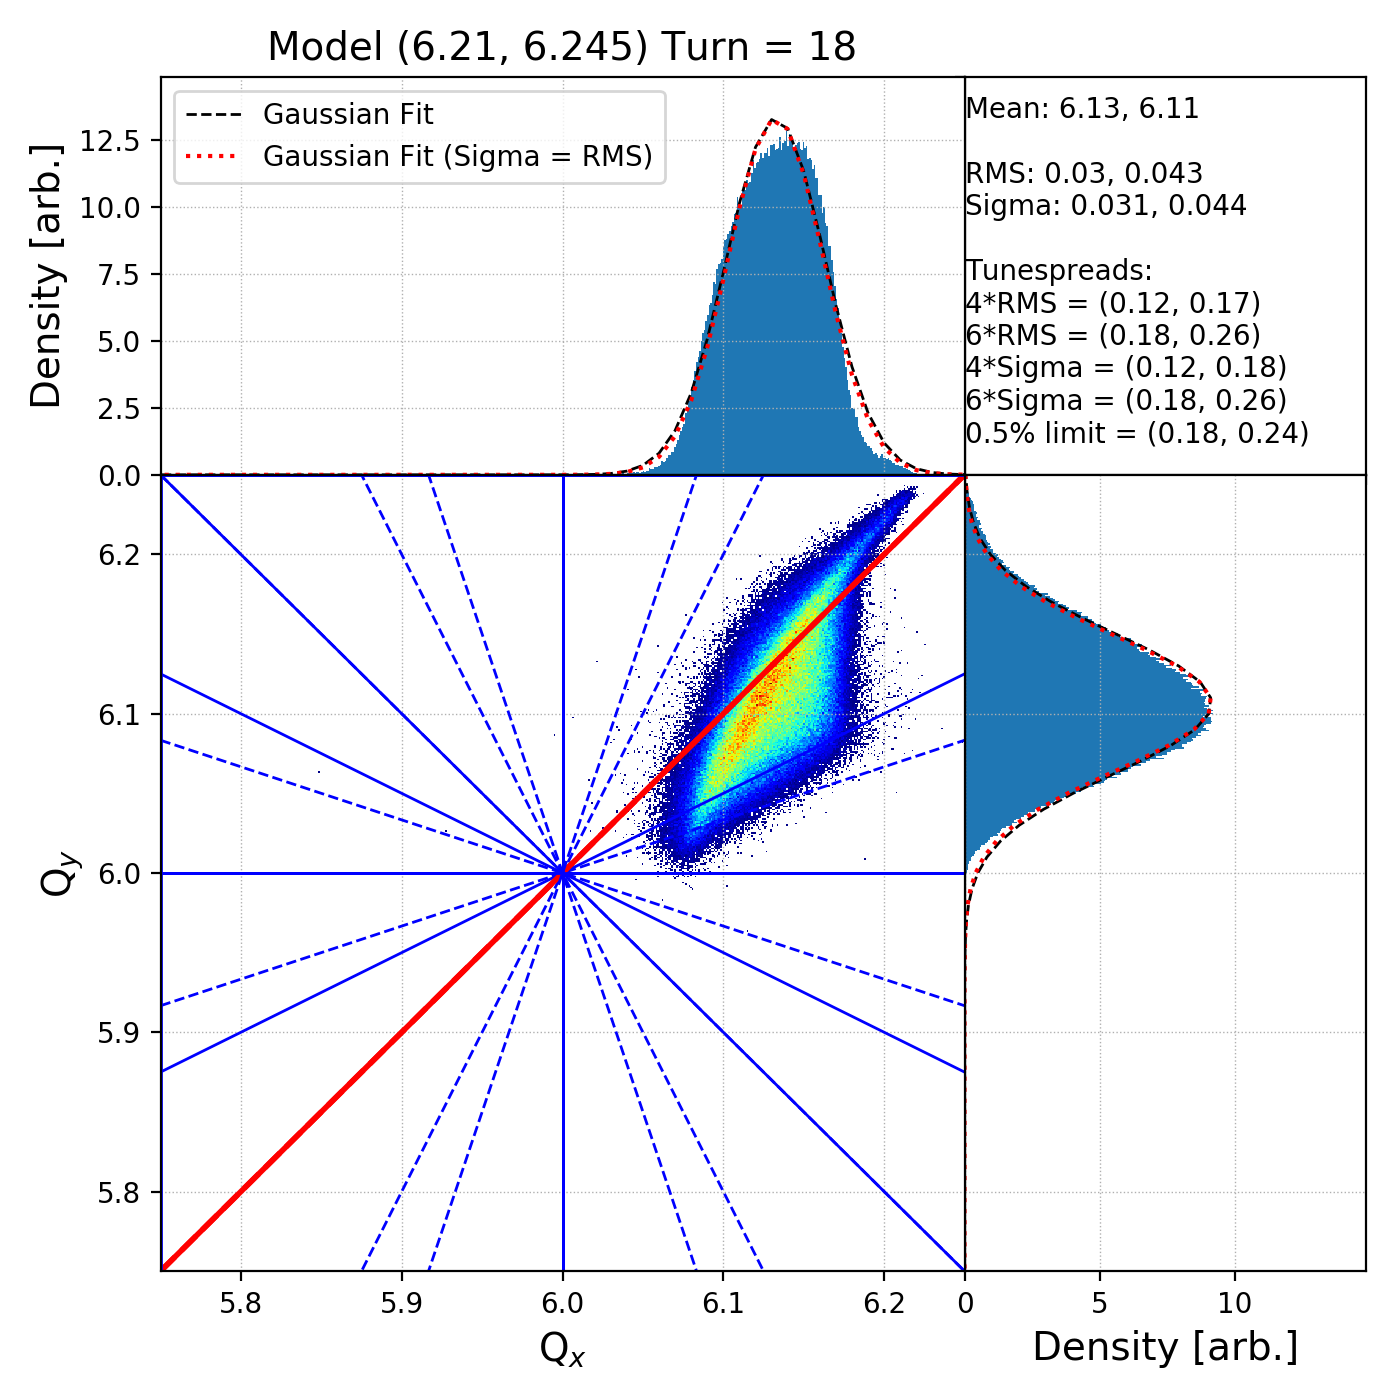 Model (6.21, 6.245) Turn = 18
Gaussian Fit
Gaussian Fit (Sigma = RMS)
Density [arb.]
12.5
10.0
7.5
5.0
2.5
0.0
Mean: 6.13, 6.11
RMS: 0.03, 0.043
Sigma: 0.031, 0.044
Tunespreads:
4*RMS = (0.12, 0.17)
6*RMS = (0.18, 0.26)
4*Sigma = (0.12, 0.18)
6*Sigma = (0.18, 0.26)
0.5% limit = (0.18, 0.24)
Qy
6.2
6.1
6.0
5.9
5.8
5.8 5.9 6.0 6.1 6.2
Qx
0 5 10
Density [arb.]